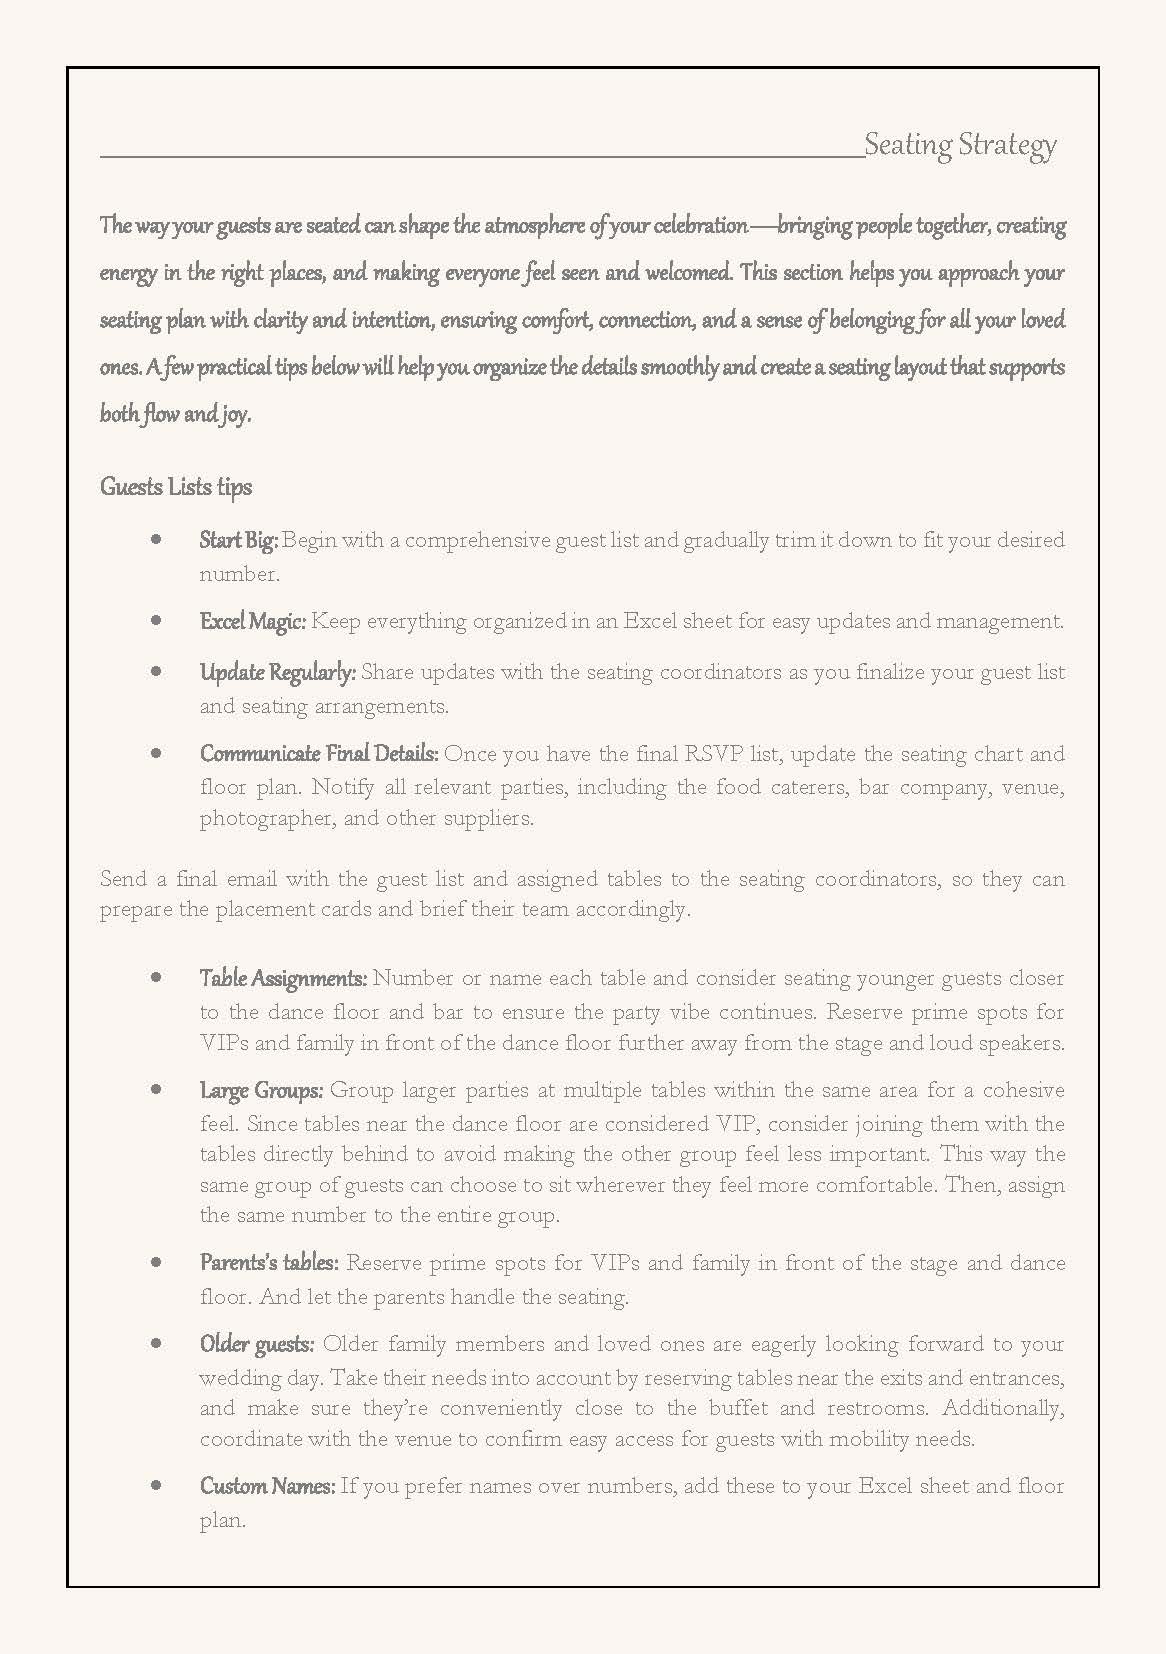 Seating Strategy
The way your guests are seated can shape the atmosphere of your celebration—bringing people together, creating
energy in the right places, and making everyone feel seen and welcomed. This section helps you approach your
seating plan with clarity and intention, ensuring comfort, connection, and a sense of belonging for all your loved
ones. A few practical tips below will help you organize the details smoothly and create a seating layout that supports
both flow and joy.
Guests Lists tips
• Start Big: Begin with a comprehensive guest list and gradually trim it down to fit your desired
number.
• Excel Magic: Keep everything organized in an Excel sheet for easy updates and management.
• Update Regularly: Share updates with the seating coordinators as you finalize your guest list
and seating arrangements.
• Communicate Final Details: Once you have the final RSVP list, update the seating chart and
floor plan. Notify all relevant parties, including the food caterers, bar company, venue,
photographer, and other suppliers.
Send a final email with the guest list and assigned tables to the seating coordinators, so they can
prepare the placement cards and brief their team accordingly.
• Table Assignments: Number or name each table and consider seating younger guests closer
to the dance floor and bar to ensure the party vibe continues. Reserve prime spots for
VIPs and family in front of the dance floor further away from the stage and loud speakers.
• Large Groups: Group larger parties at multiple tables within the same area for a cohesive
feel. Since tables near the dance floor are considered VIP, consider joining them with the
tables directly behind to avoid making the other group feel less important. This way the
same group of guests can choose to sit wherever they feel more comfortable. Then, assign
the same number to the entire group.
• Parents's tables: Reserve prime spots for VIPs and family in front of the stage and dance
floor. And let the parents handle the seating.
• Older guests: Older family members and loved ones are eagerly looking forward to your
wedding day. Take their needs into account by reserving tables near the exits and entrances,
and make sure they're conveniently close to the buffet and restrooms. Additionally,
coordinate with the venue to confirm easy access for guests with mobility needs.
• Custom Names: If you prefer names over numbers, add these to your Excel sheet and floor
plan.